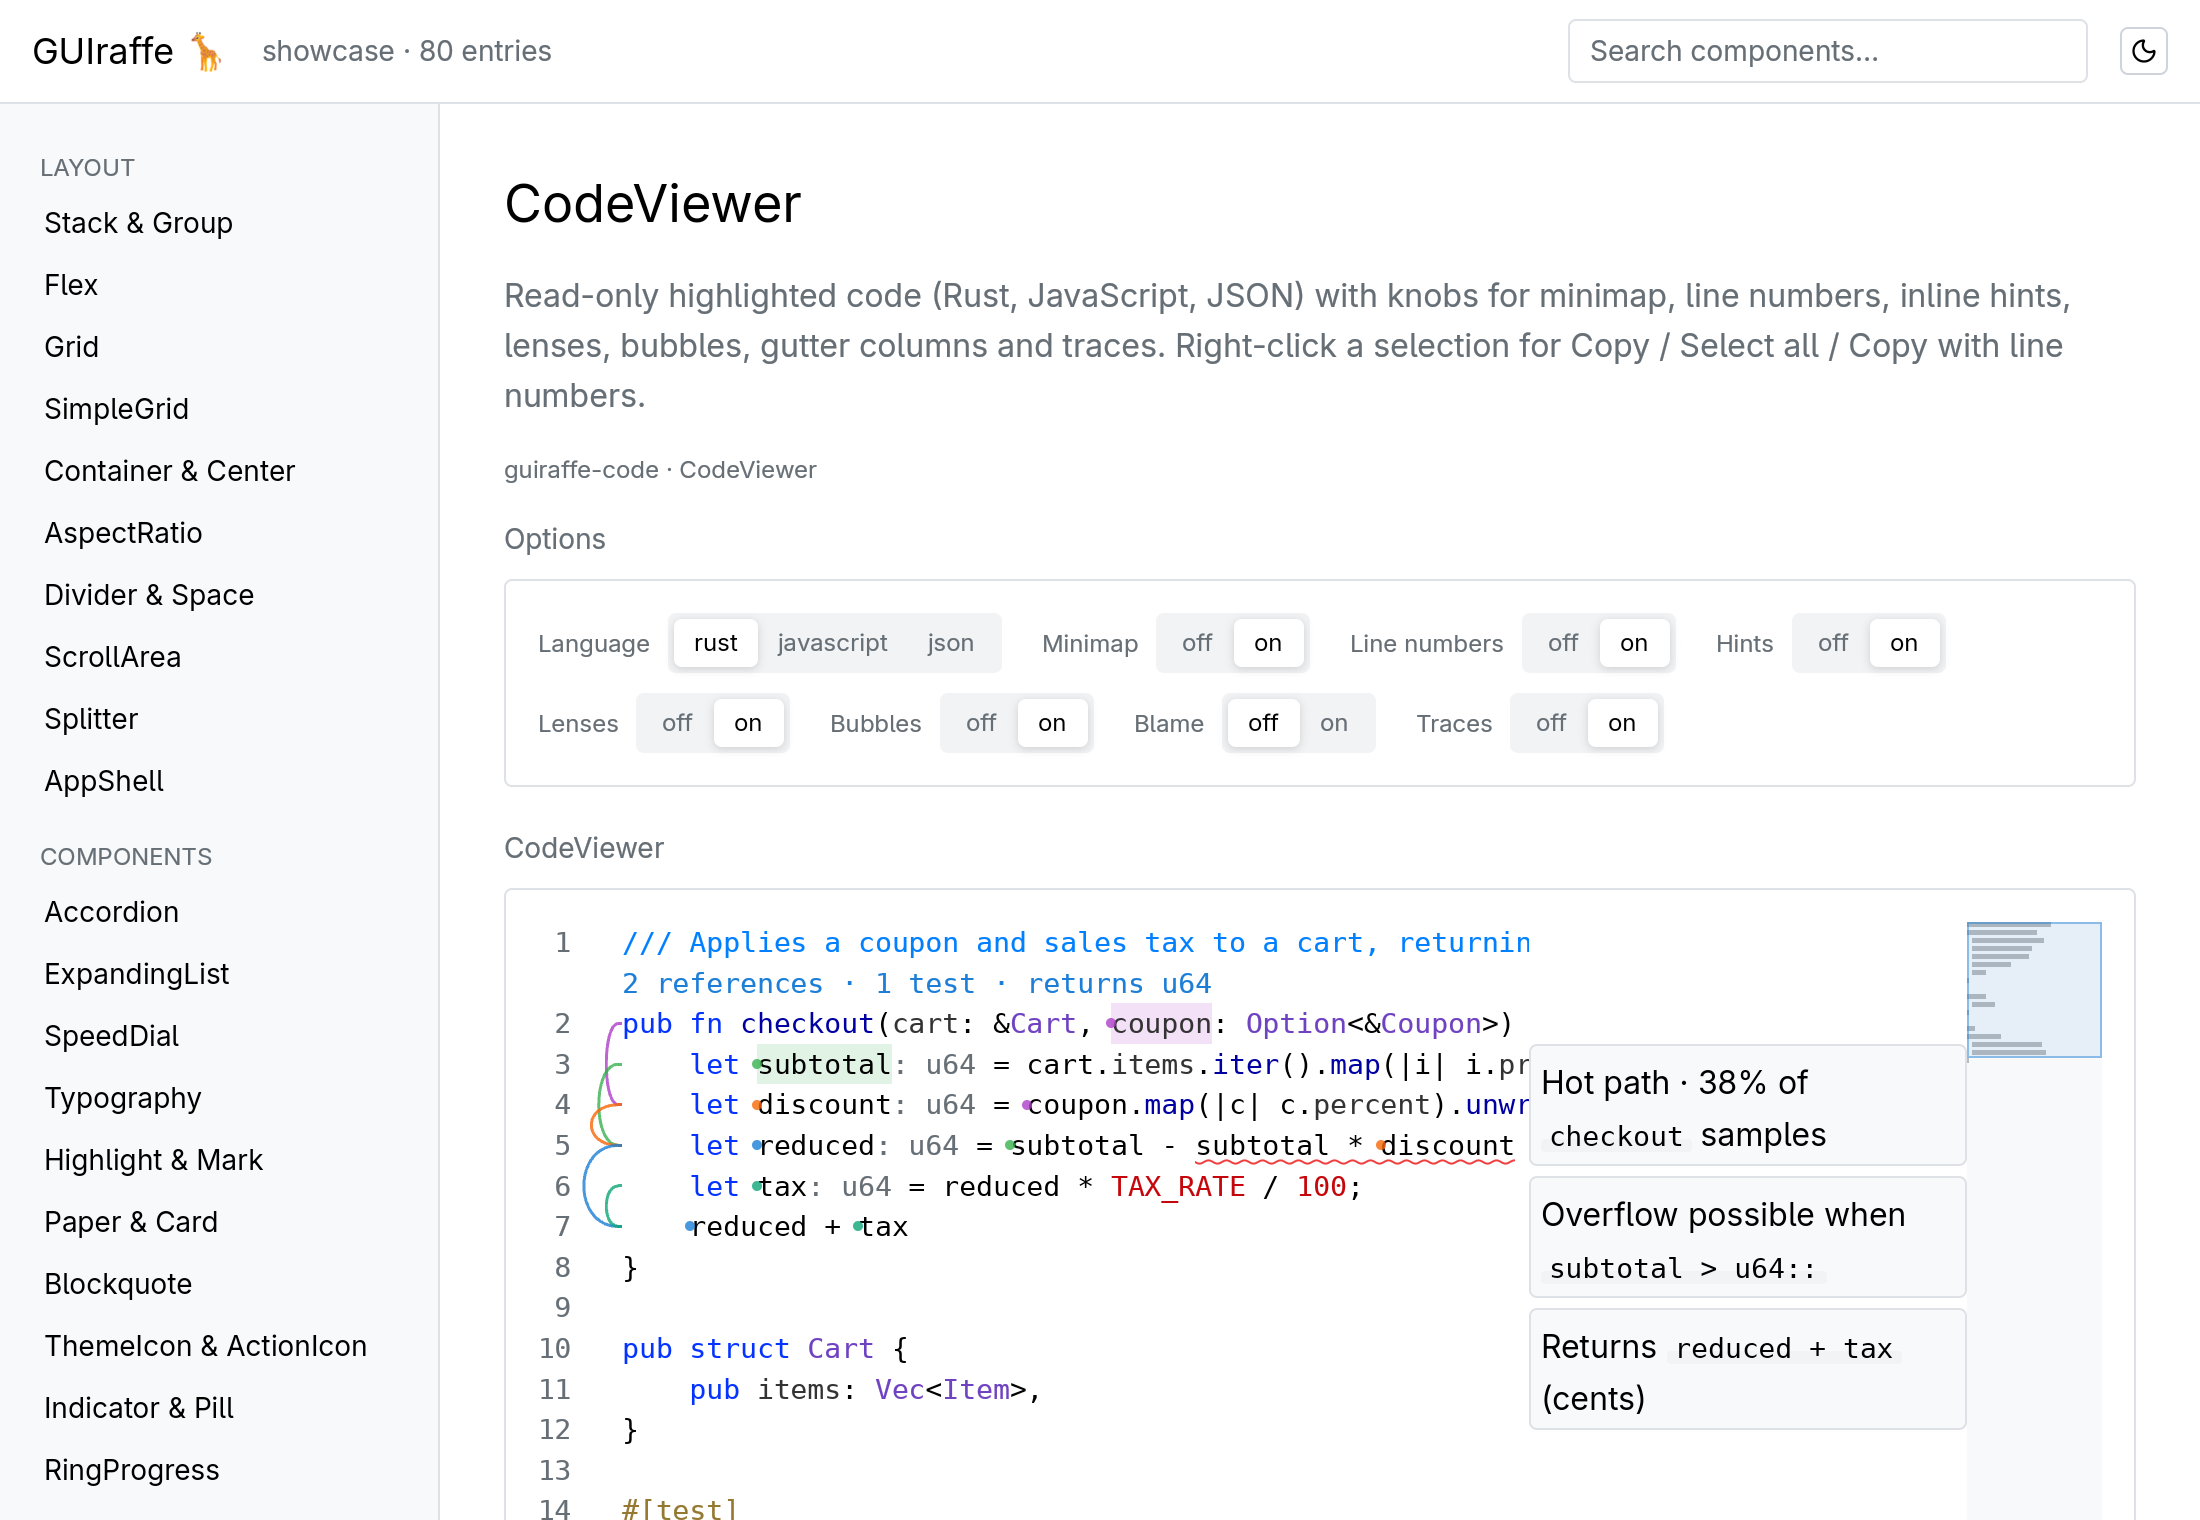 GUIraffe 🦒
showcase · 80 entries
Search components...
LAYOUT
Stack & Group
Flex
Grid
SimpleGrid
Container & Center
AspectRatio
Divider & Space
ScrollArea
Splitter
AppShell
COMPONENTS
Accordion
ExpandingList
SpeedDial
Typography
Highlight & Mark
Paper & Card
Blockquote
ThemeIcon & ActionIcon
Indicator & Pill
RingProgress
CodeViewer
Read-only highlighted code (Rust, JavaScript, JSON) with knobs for minimap, line numbers, inline hints,
lenses, bubbles, gutter columns and traces. Right-click a selection for Copy / Select all / Copy with line
numbers.
guiraffe-code · CodeViewer
Options
Language rust javascript json Minimap off on Line numbers off on Hints off on
Lenses off on Bubbles off on Blame off on Traces off on
CodeViewer
1 /// Applies a coupon and sales tax to a cart, returnin
2 references · 1 test · returns u64
2 pub fn checkout(cart: &Cart, coupon: Option<&Coupon>)
3 let subtotal: u64 = cart.items.iter().map(|i| i.pr
4 let discount: u64 = coupon.map(|c| c.percent).unwr
5 let reduced: u64 = subtotal - subtotal * discount
6 let tax: u64 = reduced * TAX_RATE / 100;
7 reduced + tax
8 }
9
10 pub struct Cart {
11 pub items: Vec<Item>,
12 }
13
14 #[test]
Hot path · 38% of
checkout samples
Overflow possible when
subtotal > u64::
Returns reduced + tax
(cents)